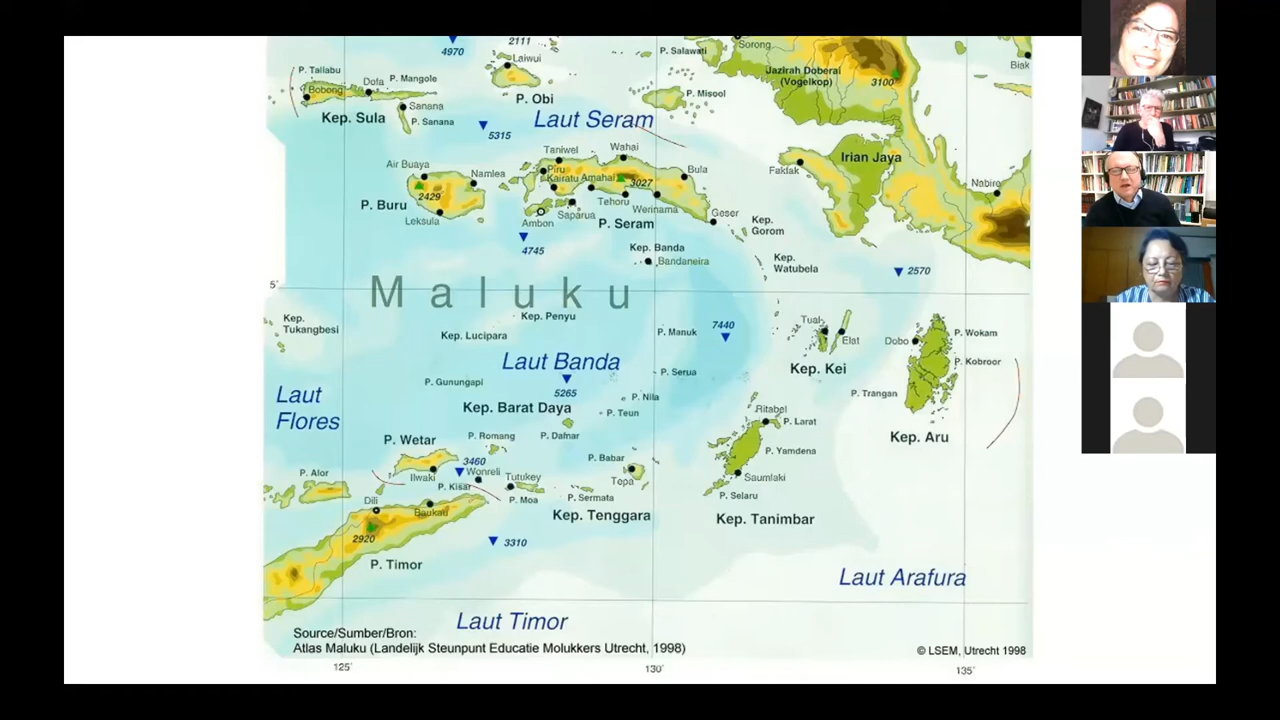 4970
2111
P. Salawati
Sorong
Laiwui
Biak
P. Taliabu
Dofa
P. Mangole
Jazirah Doberai
(Vogelkop)
3100
Bobong
P. Obi
P. Misool
Sanana
Kep. Sula
P. Sanana
Laut Seram
5315
Taniwel
Wahai
Irian Jaya
Air Buaya
Namlea
Piru
Bula
Fakfak
Kairatu
Amahai
3027
Nabire
2429
Tehoru
P. Buru
Werinama
Leksula
Saparua
Geser
Ambon
P. Seram
Kep.
Gorom
4745
Kep. Banda
Bandaneira
Kep.
Watubela
2570
5°
Maluku
Kep.
Tukangbesi
Kep. Penyu
Tual
7440
Kep. Lucipara
P. Manuk
Elat
Dobo
P. Wokam
Laut Banda
P. Kobroor
Kep. Kei
P. Serua
5265
P. Gunungapi
Laut
Flores
P. Nila
P. Trangan
Kep. Barat Daya
P. Teun
Ritabel
P. Larat
P. Wetar
P. Romang
P. Damar
Kep. Aru
P. Yamdena
3460
P. Babar
P. Alor
Ilwaki
Wonreli
Tutukey
Tepa
Saumlaki
P. Kisar
Dili
P. Moa
P. Sermata
P. Selaru
Baukau
Kep. Tenggara
Kep. Tanimbar
2920
3310
P. Timor
Laut Arafura
Laut Timor
Source/Sumber/Bron:
Atlas Maluku (Landelijk Steunpunt Educatie Molukkers Utrecht, 1998)
© LSEM, Utrecht 1998
125°
130°
135°